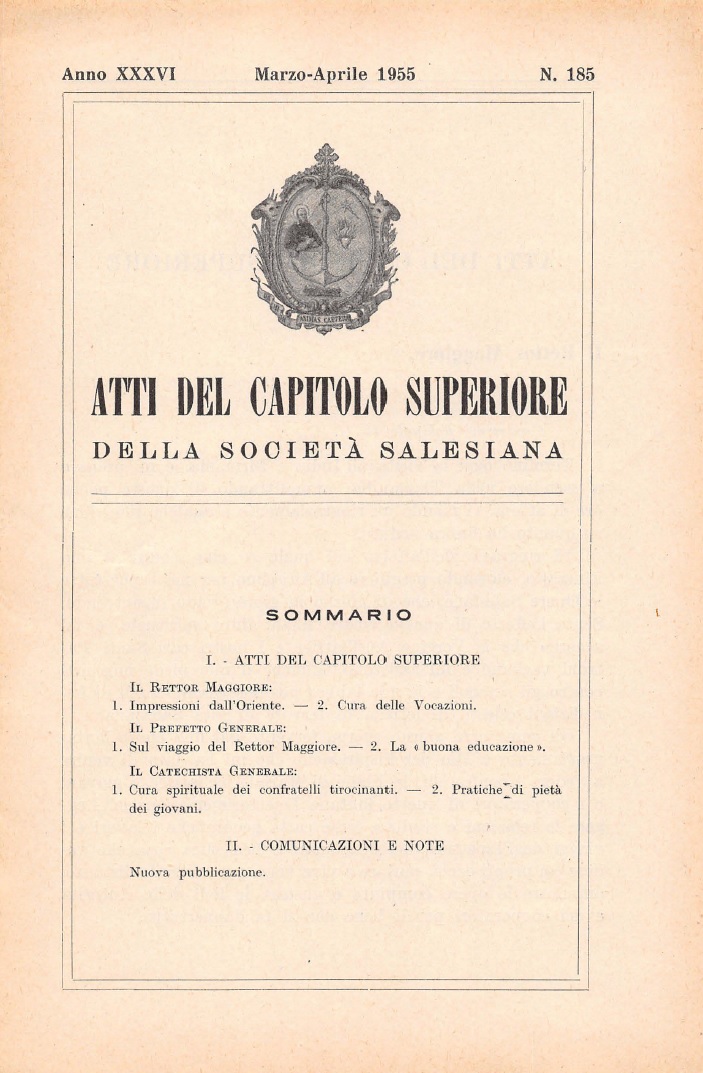 Anno XXXVI Marzo-Aprile 1955 N. 185
ATTI DEL CAPITOLO SUPERIORE
DELLA SOCIETÀ SALESIANA
SOMMARIO
I. - ATTI DEL CAPITOLO SUPERIORE
IL RETTOR MAGGIORE:
1. Impressioni dall'Oriente. — 2. Cura delle Vocazioni.
IL PREFETTO GENERALE:
1. Sul viaggio del Rettor Maggiore. — 2. La « buona educazione ».
IL CATECHISTA GENERALE:
1. Cura spirituale dei confratelli tirocinanti. — 2. Pratiche di pietà
dei giovani.
II. - COMUNICAZIONI E NOTE
Nuova pubblicazione.